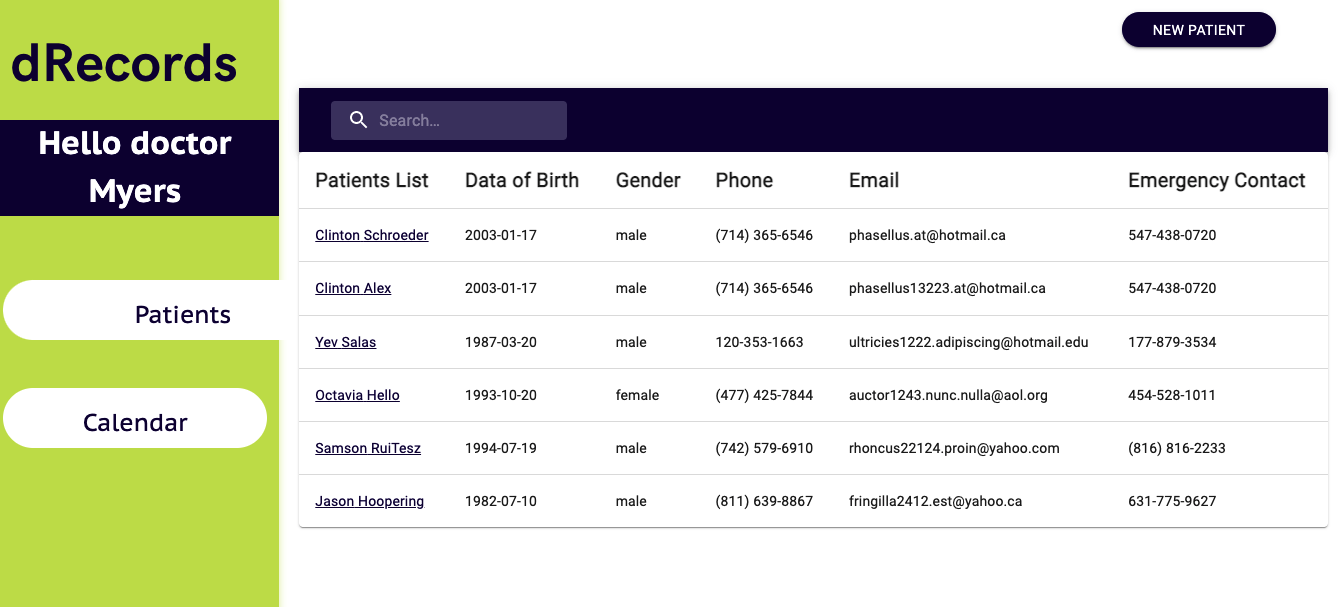 dRecords
Hello doctor
Myers
Patients
Calendar
NEW PATIENT
Search...
Patients List Data of Birth Gender Phone Email Emergency Contact
Clinton Schroeder 2003-01-17 male (714) 365-6546 phasellus.at@hotmail.ca 547-438-0720
Clinton Alex 2003-01-17 male (714) 365-6546 phasellus13223.at@hotmail.ca 547-438-0720
Yev Salas 1987-03-20 male 120-353-1663 ultricies1222.adipiscing@hotmail.edu 177-879-3534
Octavia Hello 1993-10-20 female (477) 425-7844 auctor1243.nunc.nulla@aol.org 454-528-1011
Samson RuiTesz 1994-07-19 male (742) 579-6910 rhoncus22124.proin@yahoo.com (816) 816-2233
Jason Hoopering 1982-07-10 male (811) 639-8867 fringilla2412.est@yahoo.ca 631-775-9627